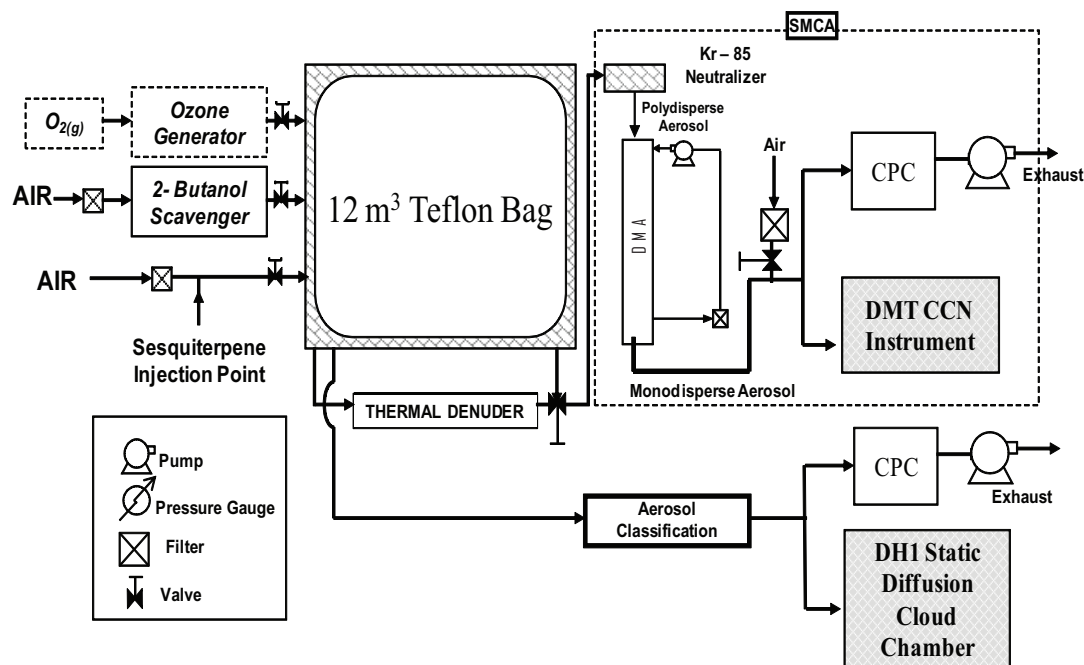 SMCA
Kr – 85
Neutralizer
O2(g)
Ozone
Generator
Polydisperse
Aerosol
Air
AIR
2- Butanol
Scavenger
12 m³ Teflon Bag
DMA
CPC
Exhaust
AIR
Sesquiterpene
Injection Point
DMT CCN
Instrument
Monodisperse Aerosol
THERMAL DENUDER
Pump
Pressure Gauge
Filter
Valve
Aerosol
Classification
CPC
Exhaust
DH1 Static
Diffusion
Cloud
Chamber